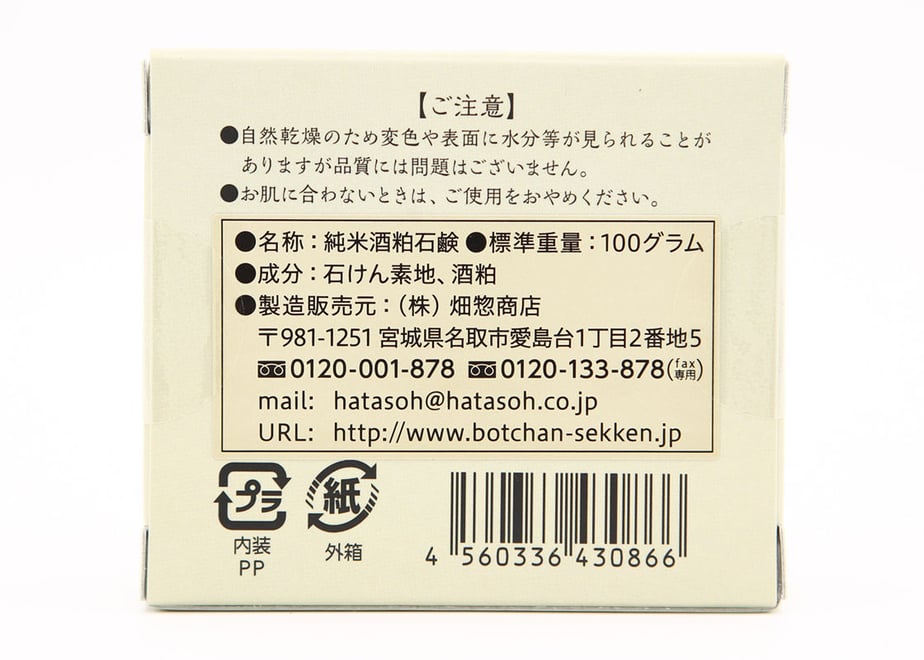 【ご注意】
●自然乾燥のため変色や表面に水分等が見られることが
ありますが品質には問題はございません。
●お肌に合わないときは、ご使用をおやめください。
●名称：純米酒粕石鹸 ●標準重量：100グラム
●成分：石けん素地、酒粕
●製造販売元：（株）畑惣商店
〒981-1251 宮城県名取市愛島台1丁目2番地5
0120-001-878 0120-133-878(fax専用)
mail: hatasoh@hatasoh.co.jp
URL: http://www.botchan-sekken.jp
プラ 紙
内装 外箱
PP
4 560336 430866